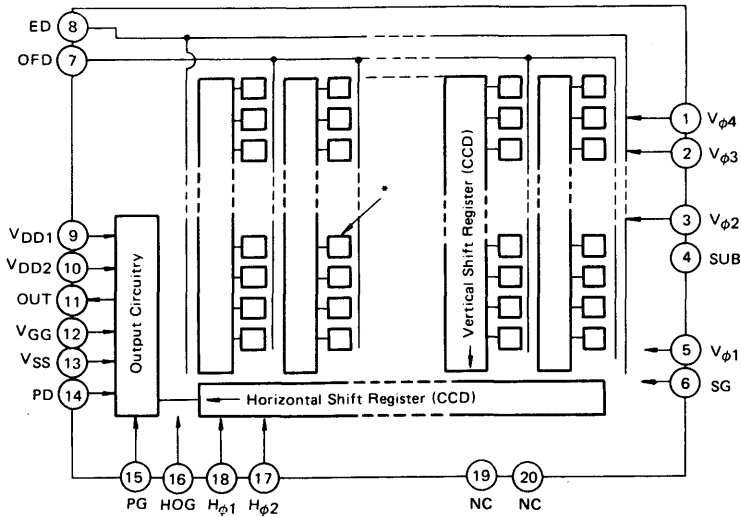 ED 8
OFD 7
1 Vφ4
2 Vφ3
*
3 Vφ2
VDD1 9
4 SUB
VDD2 10
OUT 11
VGG 12
VSS 13
PD 14
Output Circuitry
Vertical Shift Register (CCD)
5 Vφ1
6 SG
Horizontal Shift Register (CCD)
15 16 18 17 19 20
PG HOG Hφ1 Hφ2 NC NC